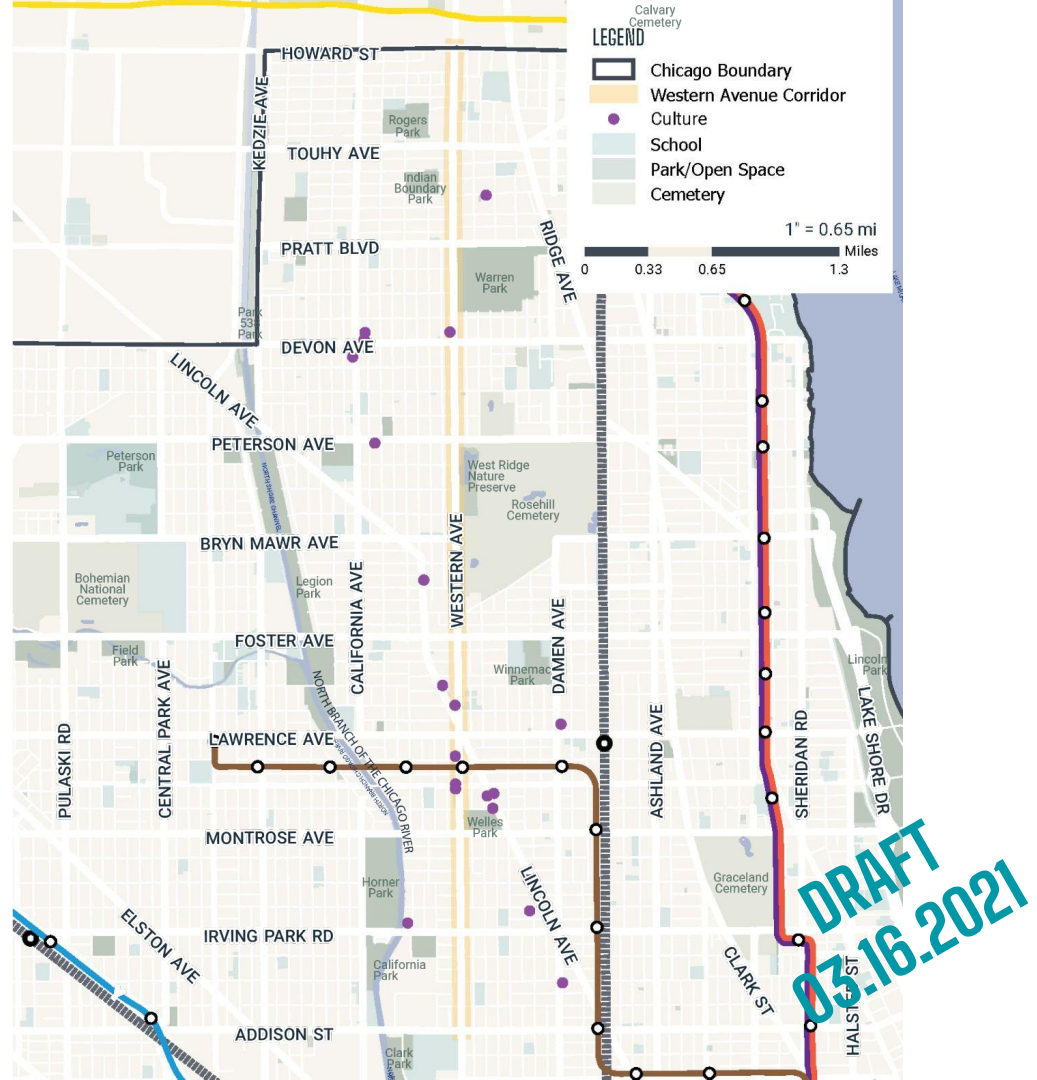 Calvary
Cemetery
LEGEND
Chicago Boundary
Western Avenue Corridor
Culture
School
Park/Open Space
Cemetery
1" = 0.65 mi
Miles
0 0.33 0.65 1.3
HOWARD ST
KEDZIE AVE
Rogers
Park
TOUHY AVE
Indian
Boundary
Park
RIDGE AVE
PRATT BLVD
Warren
Park
Park
535
Park
DEVON AVE
LINCOLN AVE
PETERSON AVE
Peterson
Park
West Ridge
Nature
Preserve
Rosehill
Cemetery
BRYN MAWR AVE
WESTERN AVE
Bohemian
National
Cemetery
Legion
Park
CALIFORNIA AVE
DAMEN AVE
FOSTER AVE
Field
Park
Winnemac
Park
Lincoln
Park
CENTRAL PARK AVE
NORTH BRANCH OF THE CHICAGO RIVER
LAKE SHORE DR
PULASKI RD
LAWRENCE AVE
ASHLAND AVE
SHERIDAN RD
MONTROSE AVE
Welles
Park
Horner
Park
LINCOLN AVE
Graceland
Cemetery
DRAFT
03.16.2021
ELSTON AVE
IRVING PARK RD
California
Park
CLARK ST
HALSTED ST
ADDISON ST
Clark
Park